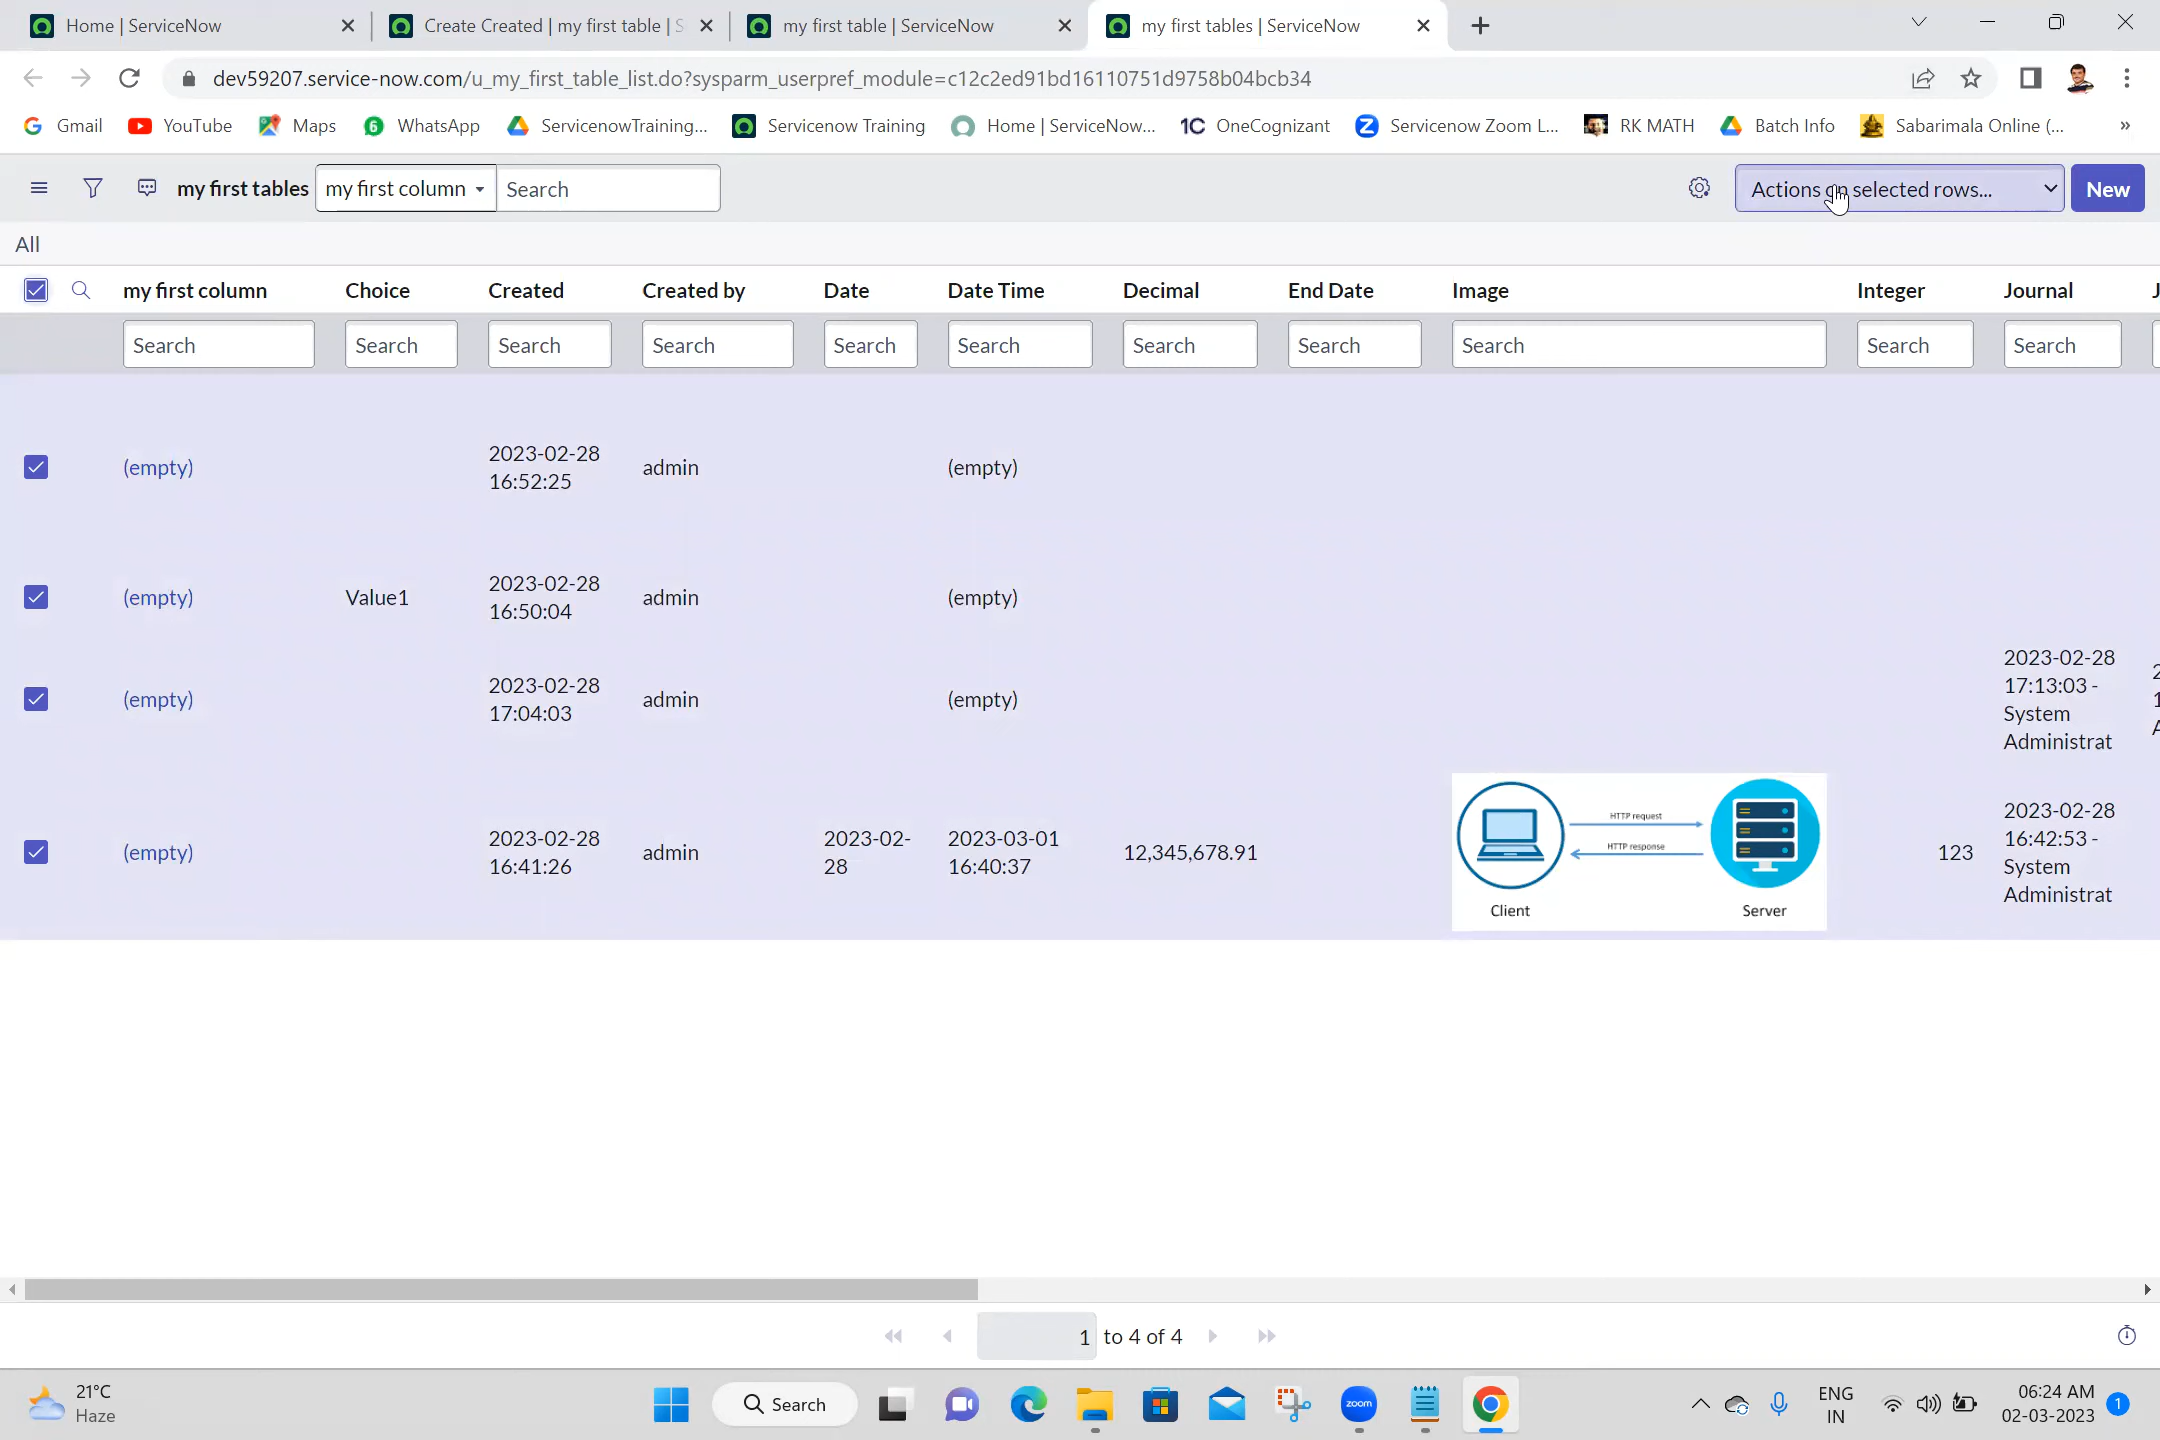 Home | ServiceNow
Create Created | my first table | S
my first table | ServiceNow
my first tables | ServiceNow
dev59207.service-now.com/u_my_first_table_list.do?sysparm_userpref_module=c12c2ed91bd16110751d9758b04bcb34
Gmail
YouTube
Maps
6
WhatsApp
ServicenowTraining...
Servicenow Training
Home | ServiceNow...
1C
OneCognizant
Z
Servicenow Zoom L...
RK MATH
Batch Info
Sabarimala Online (...
»
my first tables
my first column
Search
Actions on selected rows...
New
All
my first column Choice Created Created by Date Date Time Decimal End Date Image Integer Journal J
Search Search Search Search Search Search Search Search Search Search Search
(empty) 2023-02-28 admin (empty)
16:52:25
(empty) Value1 2023-02-28 admin (empty)
16:50:04
(empty) 2023-02-28 admin (empty) 2023-02-28 2
17:04:03 17:13:03 - 1
System A
Administrat
(empty) 2023-02-28 admin 2023-02- 2023-03-01 12,345,678.91 123 2023-02-28
16:41:26 28 16:40:37 16:42:53 -
System
Administrat
HTTP request
HTTP response
Client
Server
1 to 4 of 4
21°C
Haze
Search
zoom
ENG
IN
06:24 AM
02-03-2023
1